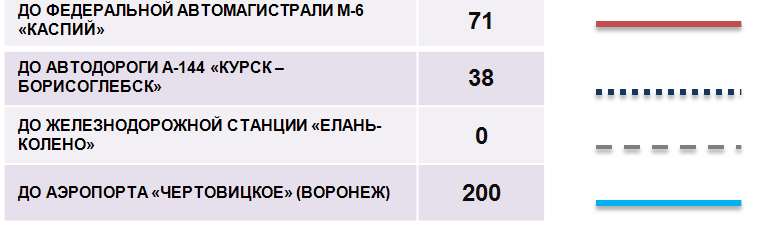 ДО ФЕДЕРАЛЬНОЙ АВТОМАГИСТРАЛИ М-6
«КАСПИЙ»
71
ДО АВТОДОРОГИ А-144 «КУРСК –
БОРИСОГЛЕБСК»
38
ДО ЖЕЛЕЗНОДОРОЖНОЙ СТАНЦИИ «ЕЛАНЬ-
КОЛЕНО»
0
ДО АЭРОПОРТА «ЧЕРТОВИЦКОЕ» (ВОРОНЕЖ)
200